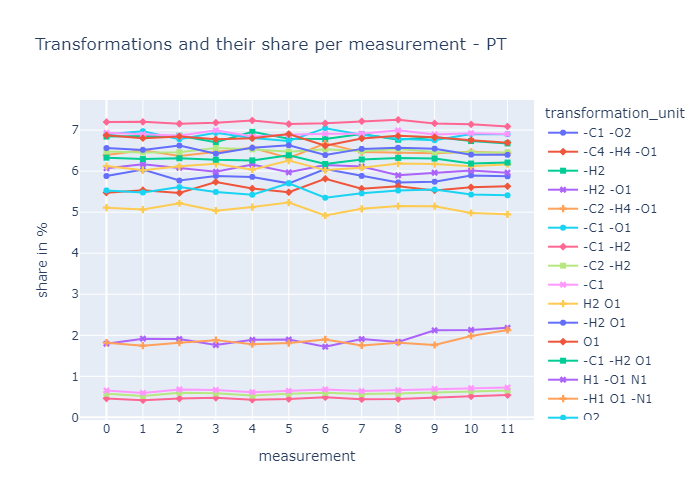 Transformations and their share per measurement - PT
transformation_unit
-C1 -O2
-C4 -H4 -O1
-H2
-H2 -O1
-C2 -H4 -O1
-C1 -O1
-C1 -H2
-C2 -H2
-C1
H2 O1
-H2 O1
O1
-C1 -H2 O1
H1 -O1 N1
-H1 O1 -N1
O2
share in %
7
6
5
4
3
2
1
0
0 1 2 3 4 5 6 7 8 9 10 11
measurement